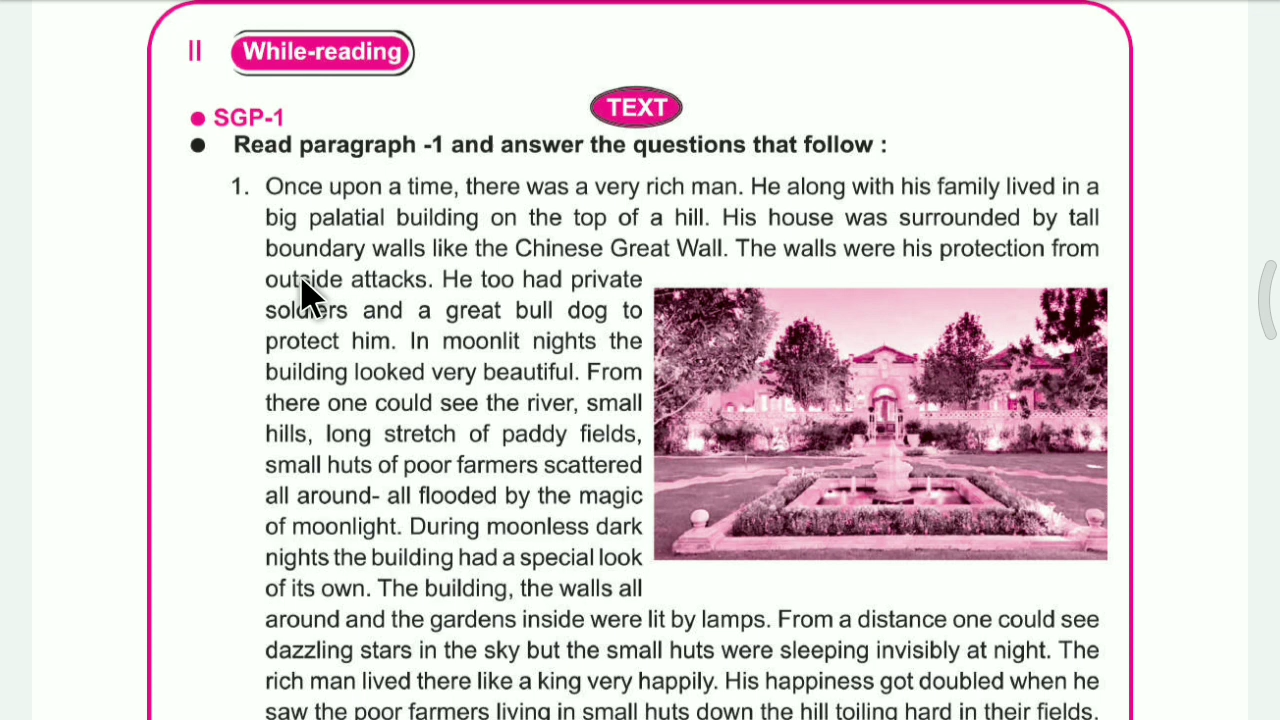 II While-reading
TEXT
● SGP-1
● Read paragraph -1 and answer the questions that follow :
1. Once upon a time, there was a very rich man. He along with his family lived in a
big palatial building on the top of a hill. His house was surrounded by tall
boundary walls like the Chinese Great Wall. The walls were his protection from
outside attacks. He too had private
soldiers and a great bull dog to
protect him. In moonlit nights the
building looked very beautiful. From
there one could see the river, small
hills, long stretch of paddy fields,
small huts of poor farmers scattered
all around- all flooded by the magic
of moonlight. During moonless dark
nights the building had a special look
of its own. The building, the walls all
around and the gardens inside were lit by lamps. From a distance one could see
dazzling stars in the sky but the small huts were sleeping invisibly at night. The
rich man lived there like a king very happily. His happiness got doubled when he
saw the poor farmers living in small huts down the hill toiling hard in their fields.